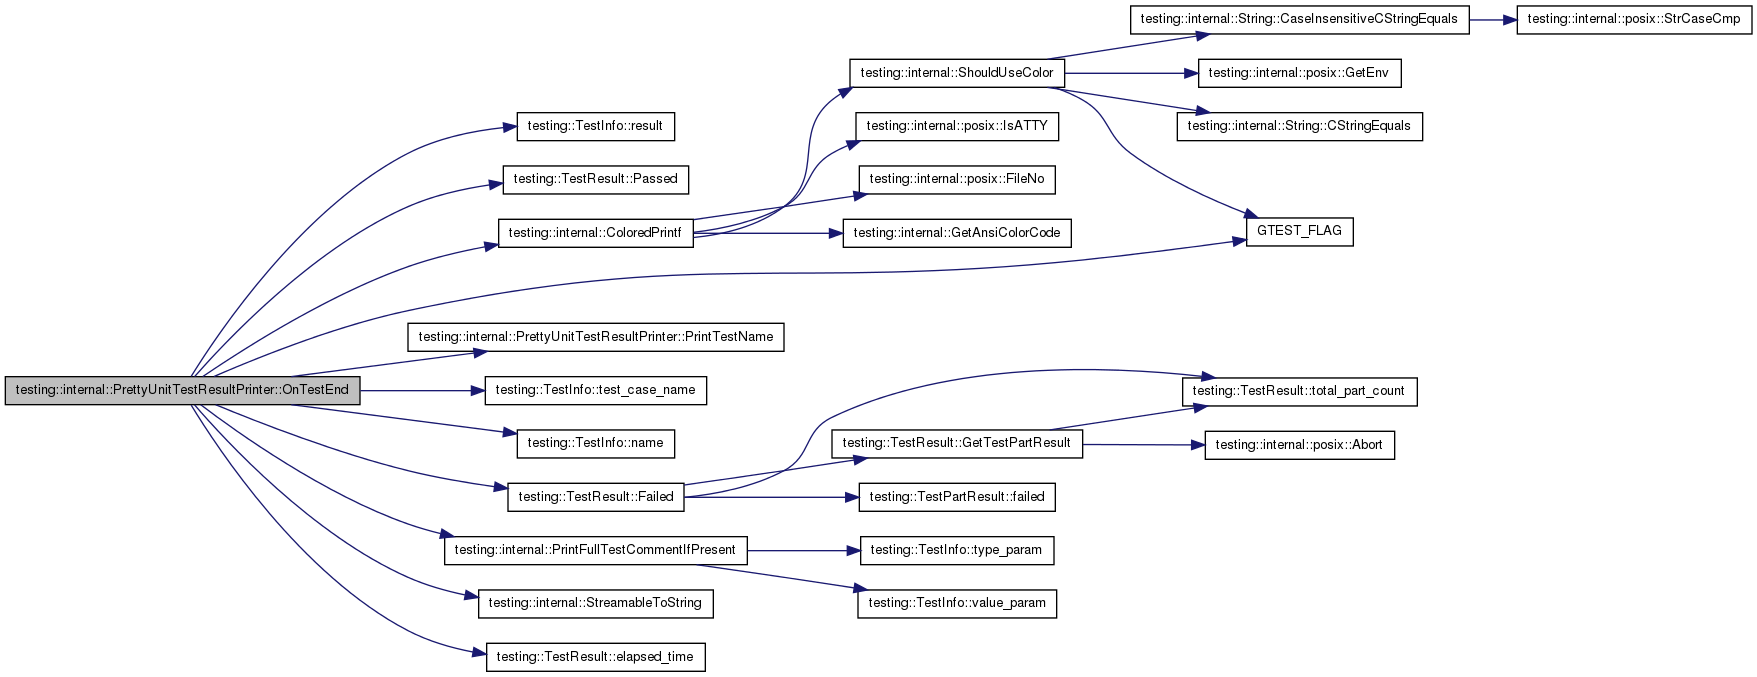 testing::internal::String::CaseInsensitiveCStringEquals
testing::internal::posix::StrCaseCmp
testing::internal::ShouldUseColor
testing::internal::posix::GetEnv
testing::TestInfo::result
testing::internal::posix::IsATTY
testing::internal::String::CStringEquals
testing::TestResult::Passed
testing::internal::posix::FileNo
testing::internal::ColoredPrintf
testing::internal::GetAnsiColorCode
GTEST_FLAG
testing::internal::PrettyUnitTestResultPrinter::PrintTestName
testing::internal::PrettyUnitTestResultPrinter::OnTestEnd
testing::TestInfo::test_case_name
testing::TestResult::total_part_count
testing::TestInfo::name
testing::TestResult::GetTestPartResult
testing::internal::posix::Abort
testing::TestResult::Failed
testing::TestPartResult::failed
testing::internal::PrintFullTestCommentIfPresent
testing::TestInfo::type_param
testing::internal::StreamableToString
testing::TestInfo::value_param
testing::TestResult::elapsed_time